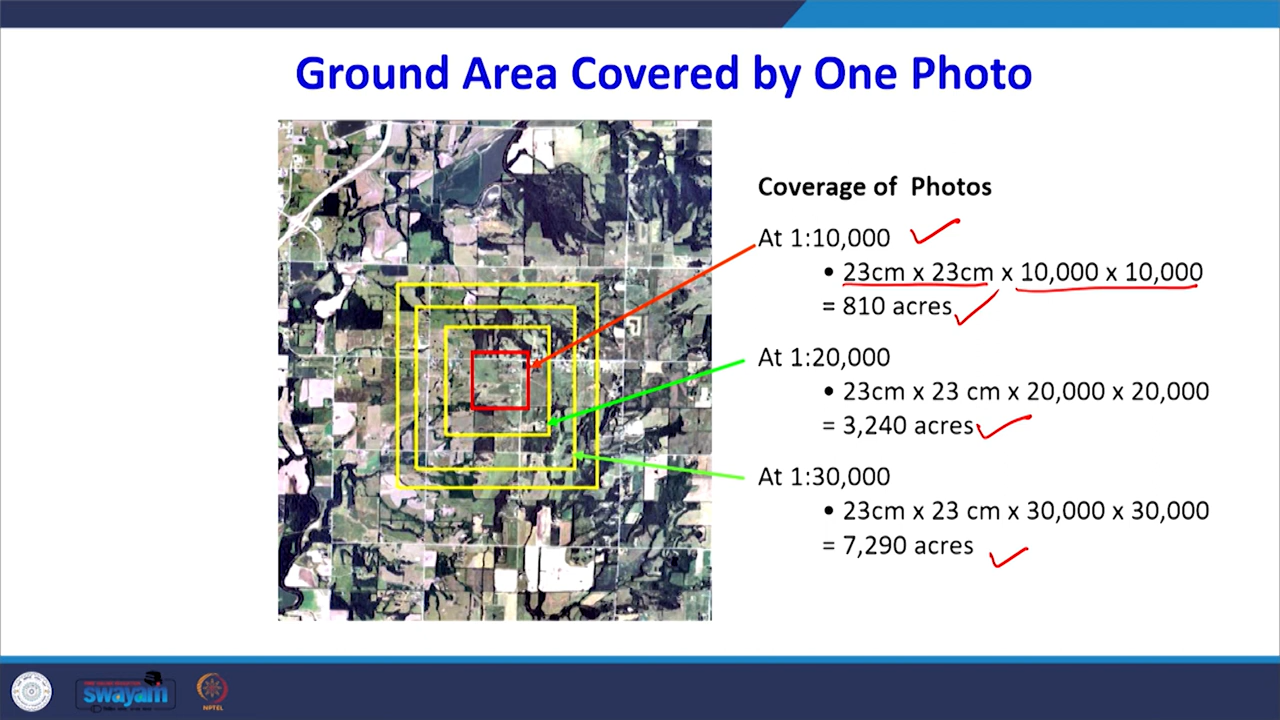 Ground Area Covered by One Photo
Coverage of Photos
At 1:10,000
• 23cm x 23cm x 10,000 x 10,000
= 810 acres
At 1:20,000
• 23cm x 23 cm x 20,000 x 20,000
= 3,240 acres
At 1:30,000
• 23cm x 23 cm x 30,000 x 30,000
= 7,290 acres
swayam
NPTEL